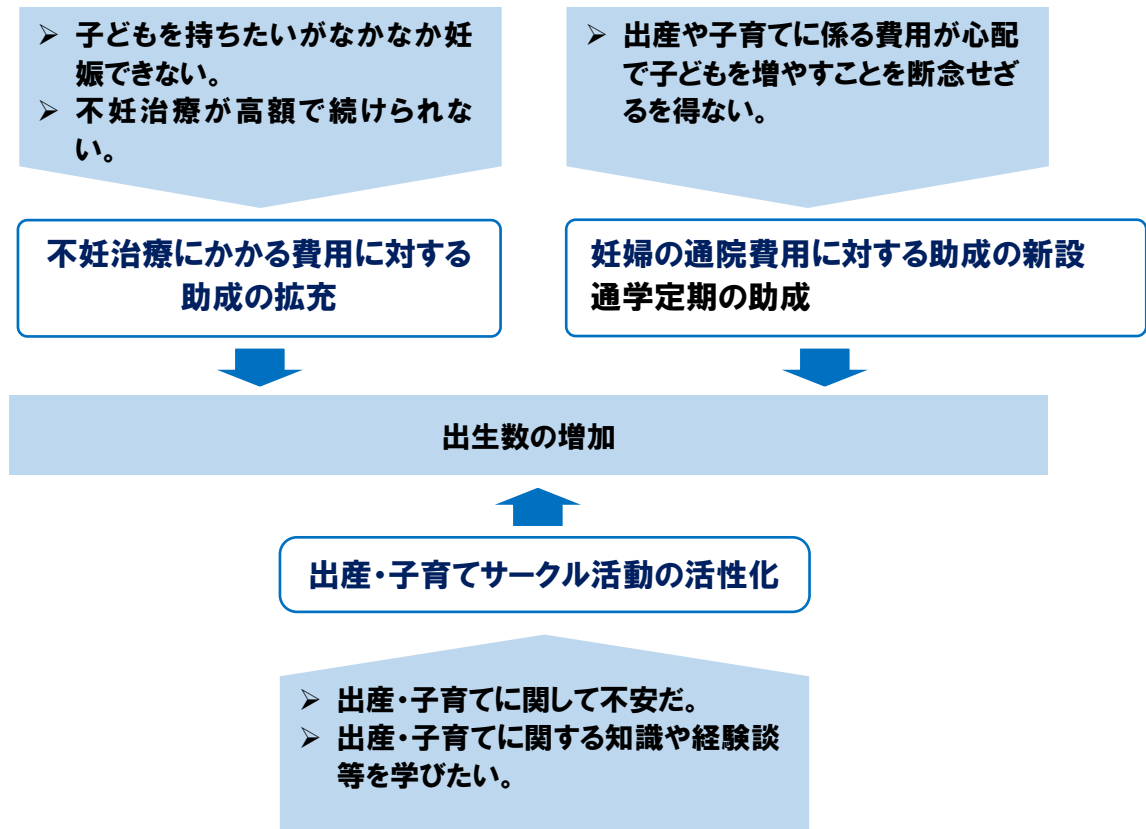 ➢ 子どもを持ちたいがなかなか妊
娠できない。
➢ 不妊治療が高額で続けられな
い。
➢ 出産や子育てに係る費用が心配
で子どもを増やすことを断念せざ
るを得ない。
不妊治療にかかる費用に対する
助成の拡充
妊婦の通院費用に対する助成の新設
通学定期の助成
出生数の増加
出産・子育てサークル活動の活性化
➢ 出産・子育てに関して不安だ。
➢ 出産・子育てに関する知識や経験談
等を学びたい。